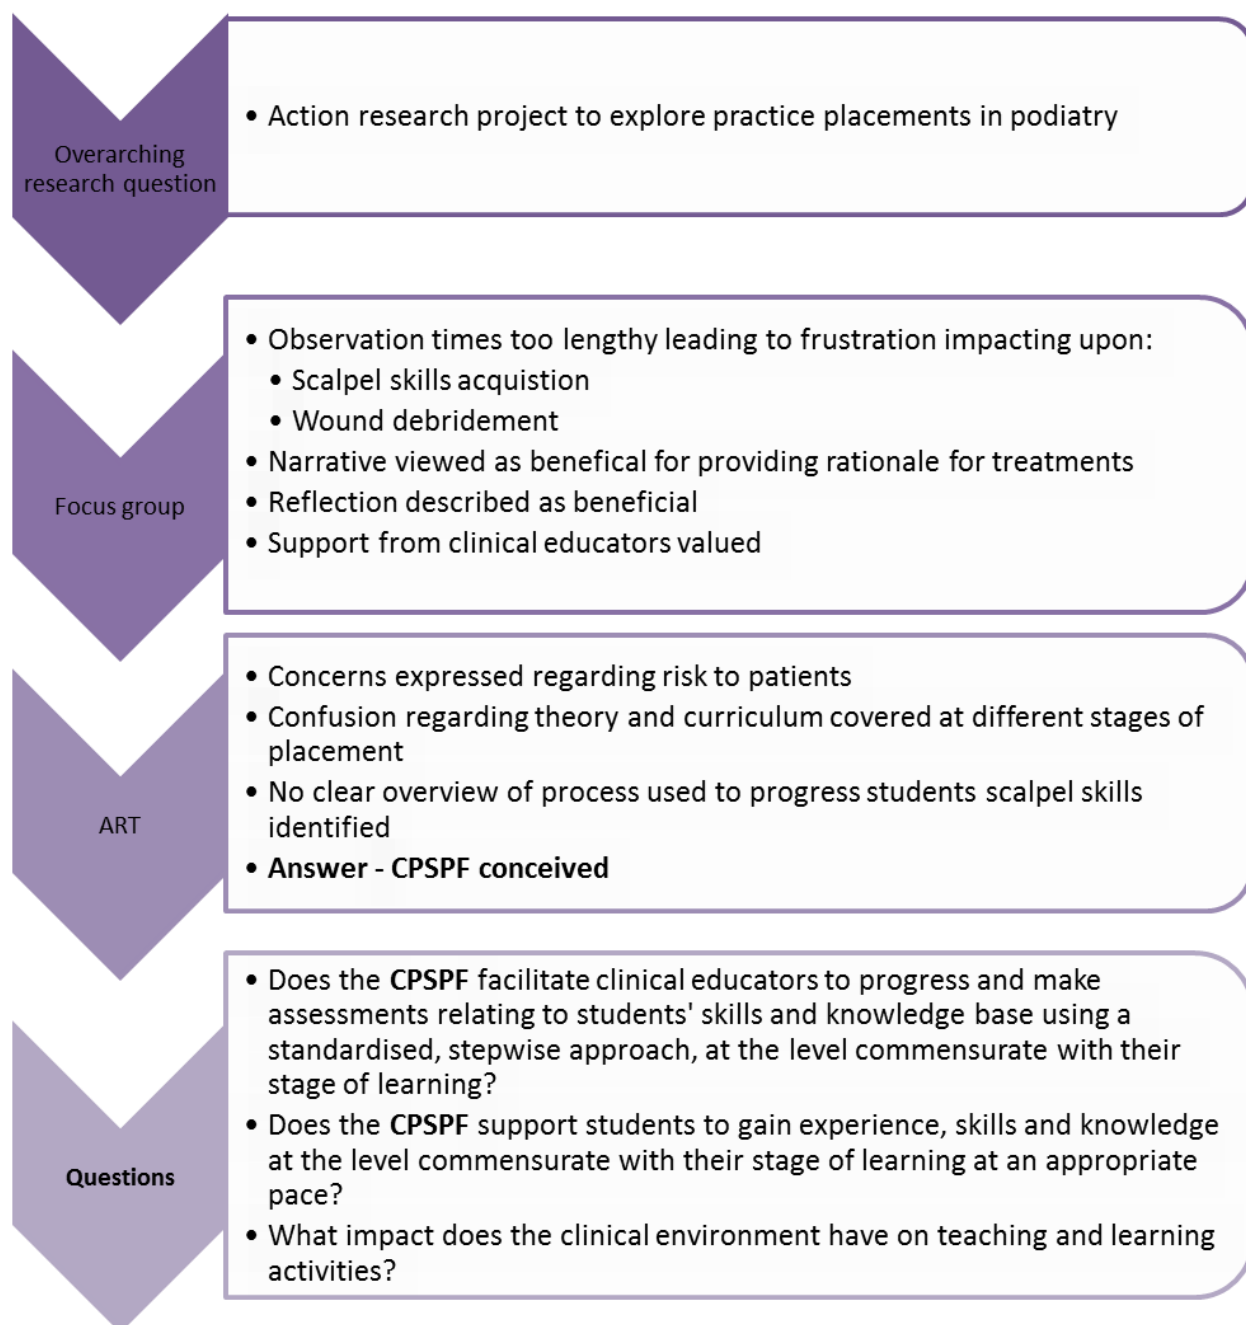 Overarching
research question
• Action research project to explore practice placements in podiatry
Focus group
• Observation times too lengthy leading to frustration impacting upon:
• Scalpel skills acquistion
• Wound debridement
• Narrative viewed as benefical for providing rationale for treatments
• Reflection described as beneficial
• Support from clinical educators valued
ART
• Concerns expressed regarding risk to patients
• Confusion regarding theory and curriculum covered at different stages of
placement
• No clear overview of process used to progress students scalpel skills
identified
• Answer - CPSPF conceived
Questions
• Does the CPSPF facilitate clinical educators to progress and make
assessments relating to students' skills and knowledge base using a
standardised, stepwise approach, at the level commensurate with their
stage of learning?
• Does the CPSPF support students to gain experience, skills and knowledge
at the level commensurate with their stage of learning at an appropriate
pace?
• What impact does the clinical environment have on teaching and learning
activities?